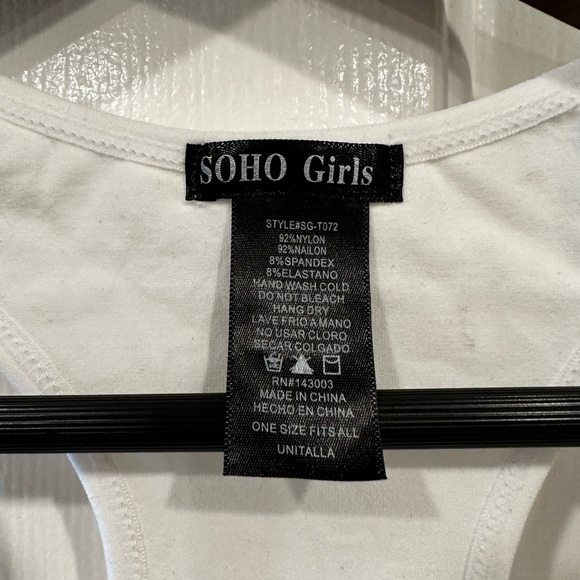 SOHO Girls
STYLE#SG-T072
92%NYLON
92%NAILON
8%SPANDEX
8%ELASTANO
HAND WASH COLD
DO NOT BLEACH
HANG DRY
LAVE FRIO A MANO
NO USAR CLORO
SECAR COLGADO
RN#143003
MADE IN CHINA
HECHO EN CHINA
ONE SIZE FITS ALL
UNITALLA